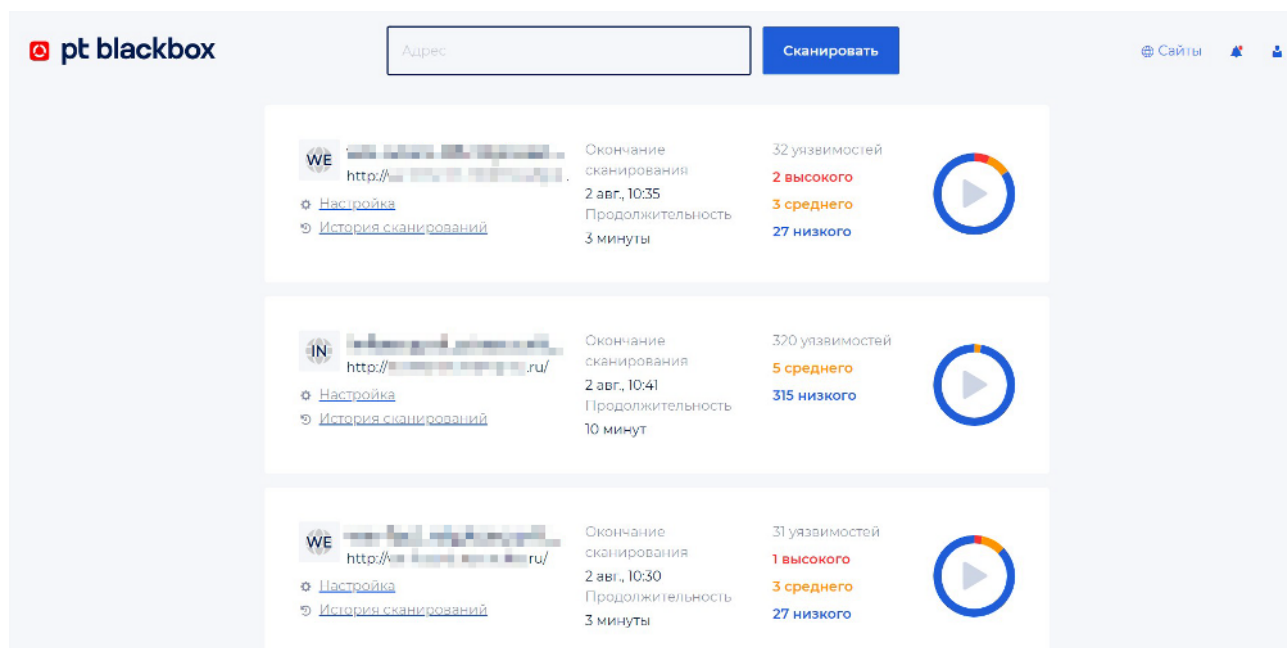 pt blackbox
Адрес
Сканировать
Сайты
WE
http://
Настройка
История сканирований
Окончание
сканирования
2 авг., 10:35
Продолжительность
3 минуты
32 уязвимостей
2 высокого
3 среднего
27 низкого
IN
http:// .ru/
Настройка
История сканирований
Окончание
сканирования
2 авг., 10:41
Продолжительность
10 минут
320 уязвимостей
5 среднего
315 низкого
WE
http:// ru/
Настройка
История сканирований
Окончание
сканирования
2 авг., 10:30
Продолжительность
3 минуты
31 уязвимостей
1 высокого
3 среднего
27 низкого